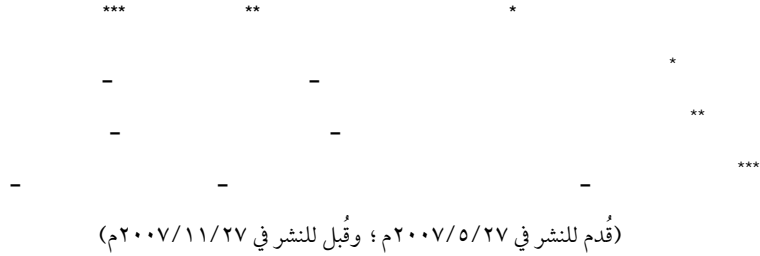 * ** ***
*
– –
**
– –
***
– – –
(قُدم للنشر في ٢٠٠٧/٥/٢٧م ؛ وقُبل للنشر في ٢٠٠٧/١١/٢٧م)